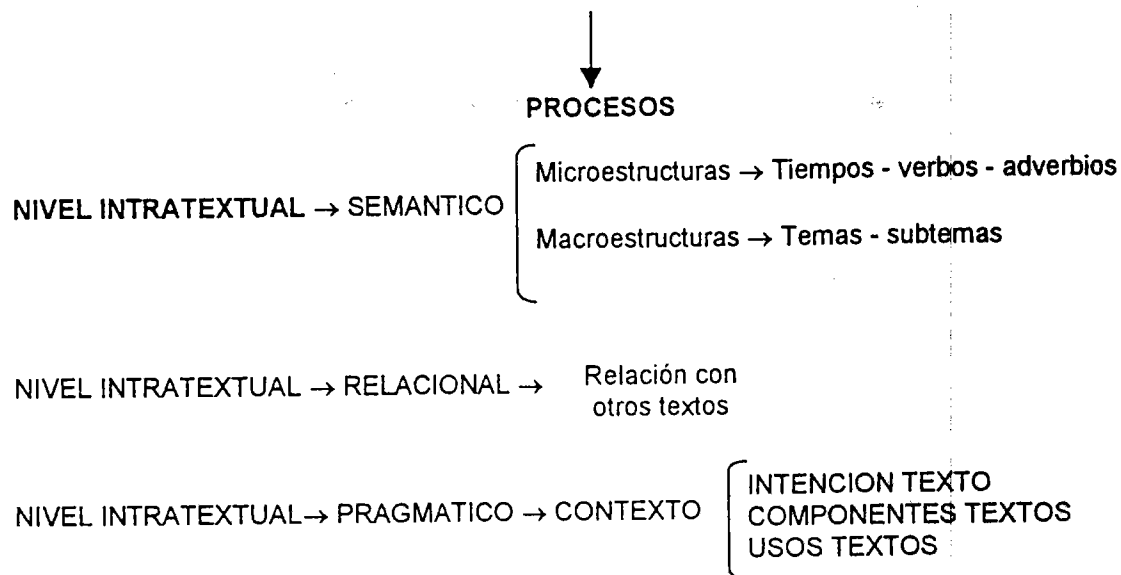 PROCESOS
NIVEL INTRATEXTUAL → SEMANTICO
Microestructuras → Tiempos - verbos - adverbios
Macroestructuras → Temas - subtemas
NIVEL INTRATEXTUAL → RELACIONAL → Relación con
otros textos
NIVEL INTRATEXTUAL → PRAGMATICO → CONTEXTO
INTENCION TEXTO
COMPONENTES TEXTOS
USOS TEXTOS